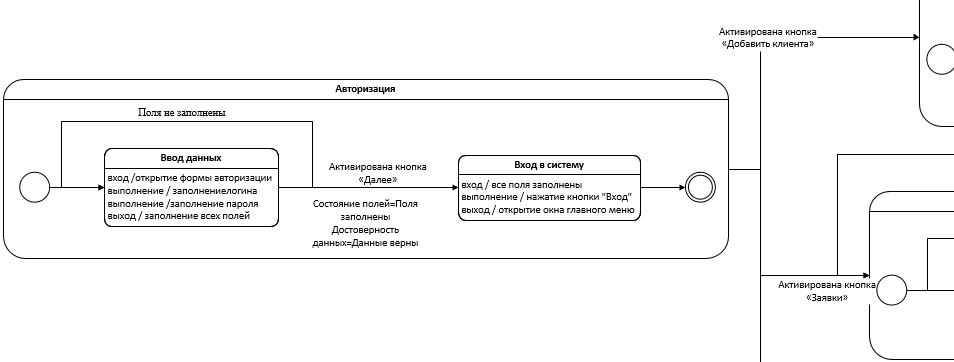 Активирована кнопка
«Добавить клиента»
Авторизация
Поля не заполнены
Ввод данных
вход /открытие формы авторизации
выполнение / заполнениелогина
выполнение /заполнение пароля
выход / заполнение всех полей
Активирована кнопка
«Далее»
Состояние полей=Поля
заполнены
Достоверность
данных=Данные верны
Вход в систему
вход / все поля заполнены
выполнение / нажатие кнопки "Вход"
выход / открытие окна главного меню
Активирована кнопка
«Заявки»